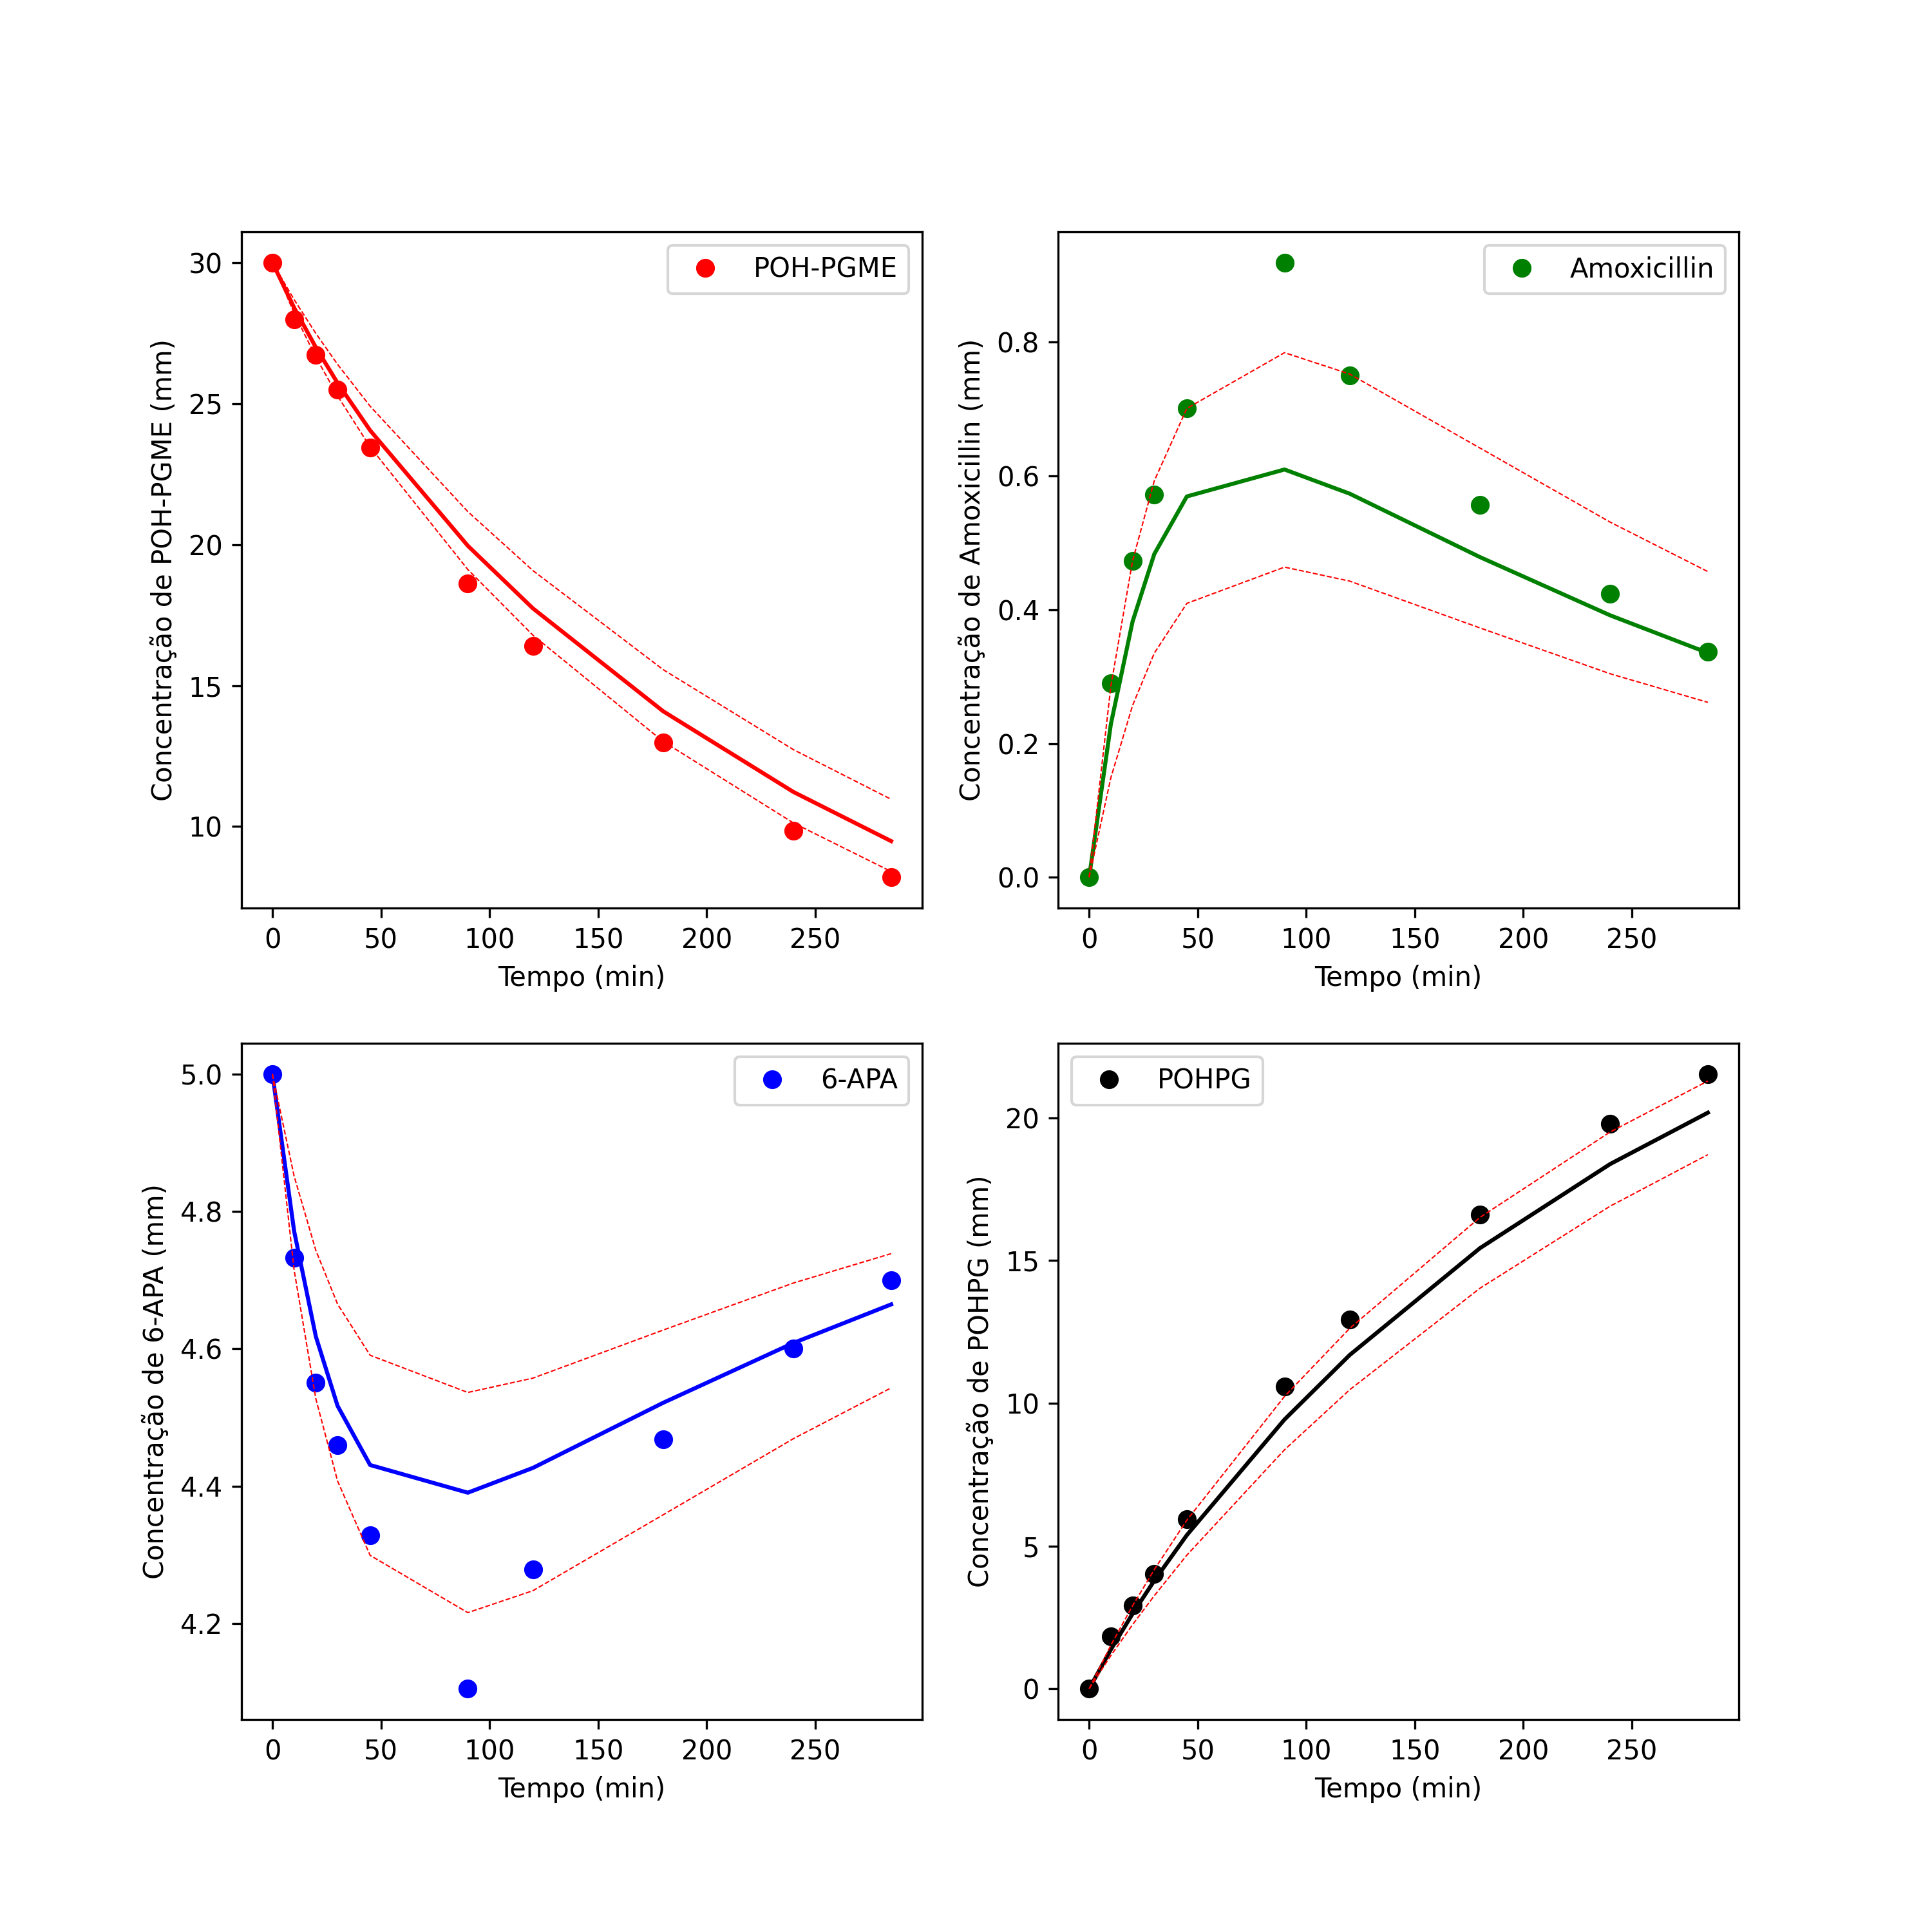 POH-PGME
Concentração de POH-PGME (mm)
30
25
20
15
10
0 50 100 150 200 250
Tempo (min)
Amoxicillin
Concentração de Amoxicillin (mm)
0.8
0.6
0.4
0.2
0.0
0 50 100 150 200 250
Tempo (min)
6-APA
Concentração de 6-APA (mm)
5.0
4.8
4.6
4.4
4.2
0 50 100 150 200 250
Tempo (min)
POHPG
Concentração de POHPG (mm)
20
15
10
5
0
0 50 100 150 200 250
Tempo (min)